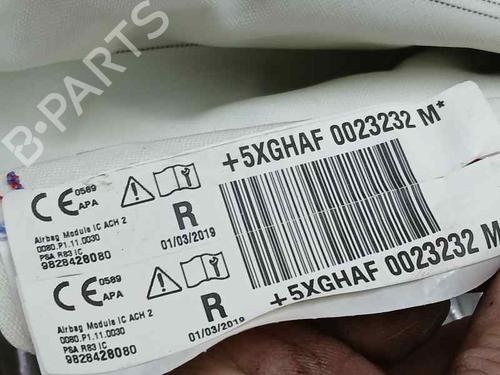 B-PARTS
+5XGHAF 0023232 M*
CE 0589
APA
R
01/03/2019
Airbag Module IC ACH 2
0080.P1.11.0030
PSA R83 IC
9828428080
+5XGHAF 0023232 M
CE 0589
APA
R
01/03/2019
Airbag Module IC ACH 2
0080.P1.11.0030
PSA R83 IC
9828428080